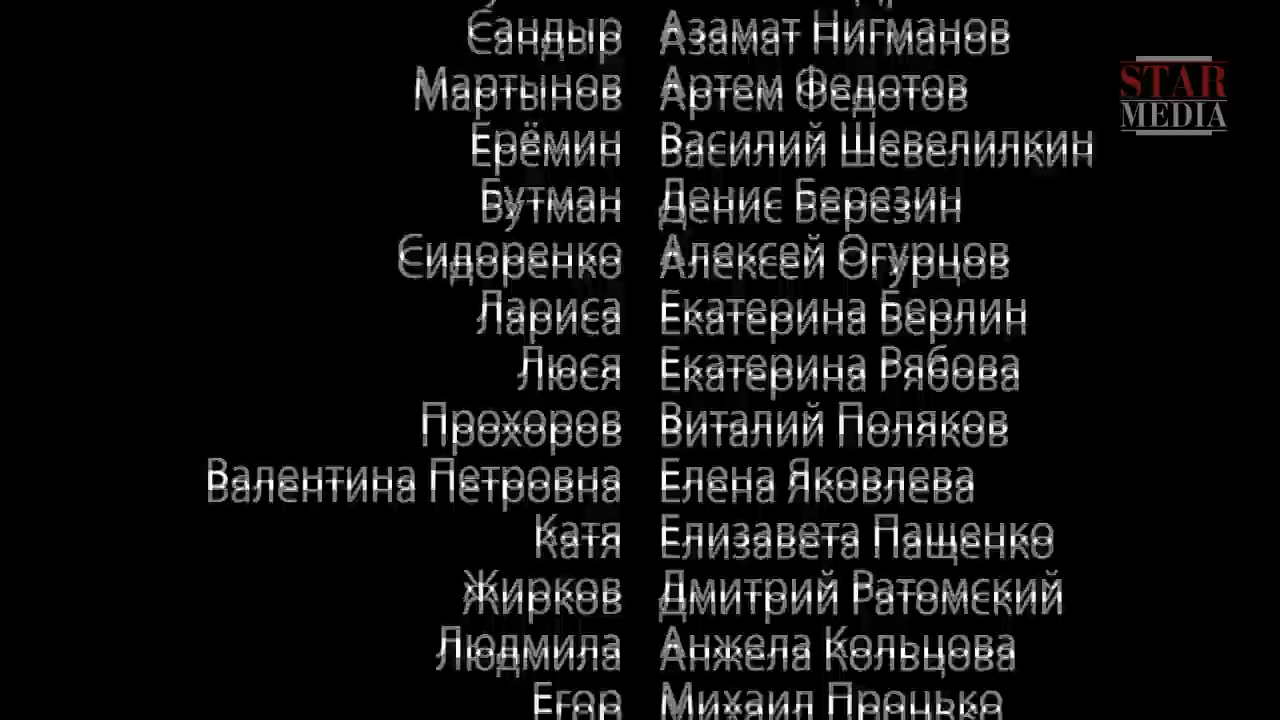 Сандыр Азамат Нигманов
STAR
MEDIA
Мартынов Артем Федотов
Ерёмин Василий Шевелилкин
Бутман Денис Березин
Сидоренко Алексей Огурцов
Лариса Екатерина Берлин
Люся Екатерина Рябова
Прохоров Виталий Поляков
Валентина Петровна Елена Яковлева
Катя Елизавета Пащенко
Жирков Дмитрий Ратомский
Людмила Анжела Кольцова
Егор Михаил Процько